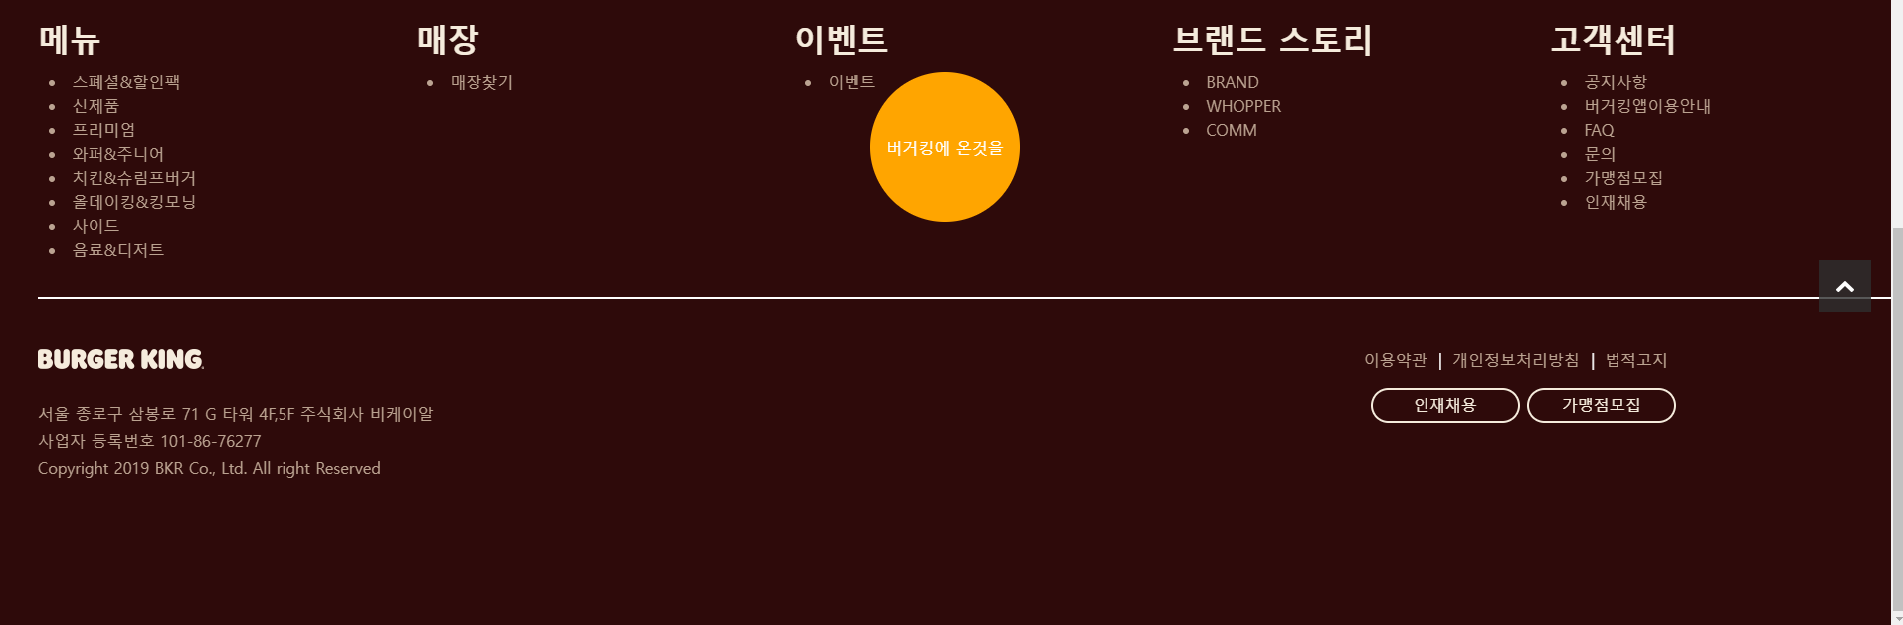 메뉴
스페셜&할인팩
신제품
프리미엄
와퍼&주니어
치킨&슈림프버거
올데이킹&킹모닝
사이드
음료&디저트
매장
매장찾기
이벤트
이벤트
버거킹에 온것을
브랜드 스토리
BRAND
WHOPPER
COMM
고객센터
공지사항
버거킹앱이용안내
FAQ
문의
가맹점모집
인재채용
BURGER KING
서울 종로구 삼봉로 71 G 타워 4F,5F 주식회사 비케이알
사업자 등록번호 101-86-76277
Copyright 2019 BKR Co., Ltd. All right Reserved
이용약관 | 개인정보처리방침 | 법적고지
인재채용 가맹점모집